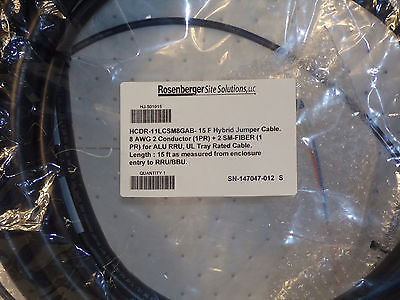 Rosenberger Site Solutions, LLC
HJ-501015
HCDR-11LCSM8GAB- 15 F Hybrid Jumper Cable.
8 AWG 2 Conductor (1PR) + 2 SM-FIBER (1
PR) for ALU RRU, UL Tray Rated Cable.
Length : 15 ft as measured from enclosure
entry to RRU/BBU.
QUANTITY 1
SN-147047-012 S